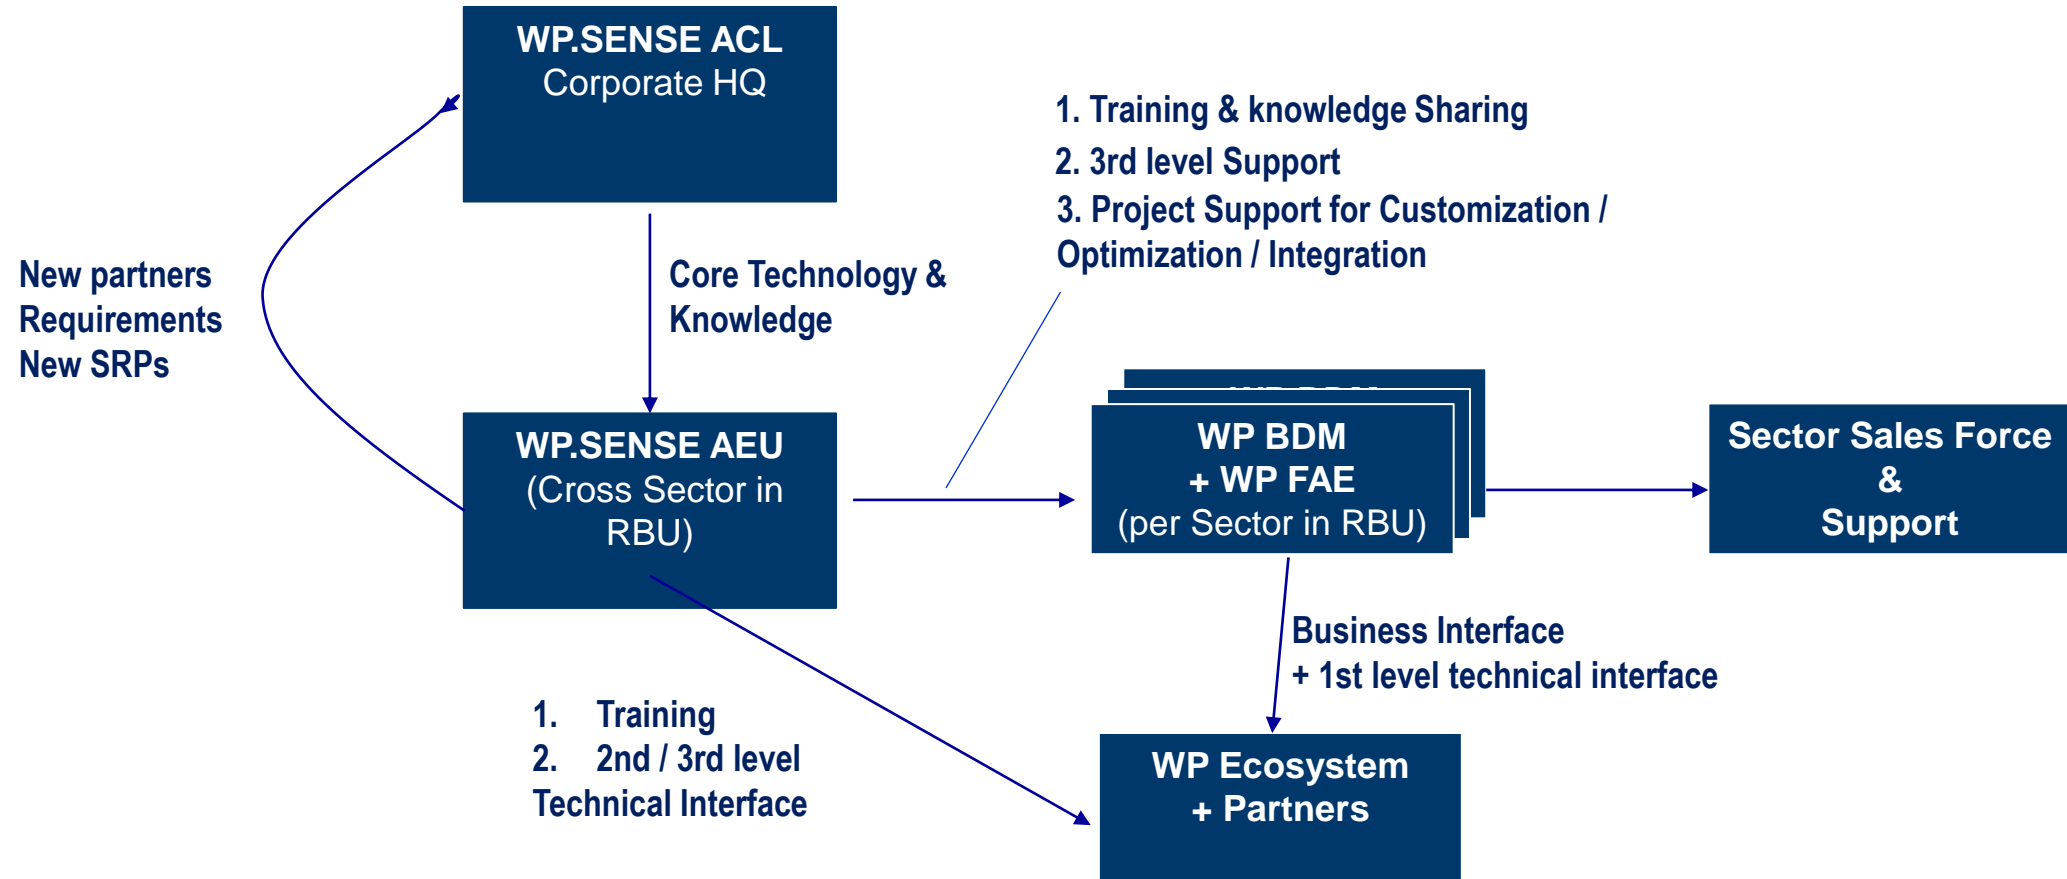 WP.SENSE ACL
Corporate HQ
1. Training & knowledge Sharing
2. 3rd level Support
3. Project Support for Customization /
Optimization / Integration
New partners
Requirements
New SRPs
Core Technology &
Knowledge
WP.SENSE AEU
(Cross Sector in
RBU)
WP BDM
+ WP FAE
(per Sector in RBU)
Sector Sales Force
&
Support
Business Interface
+ 1st level technical interface
1. Training
2. 2nd / 3rd level
Technical Interface
WP Ecosystem
+ Partners